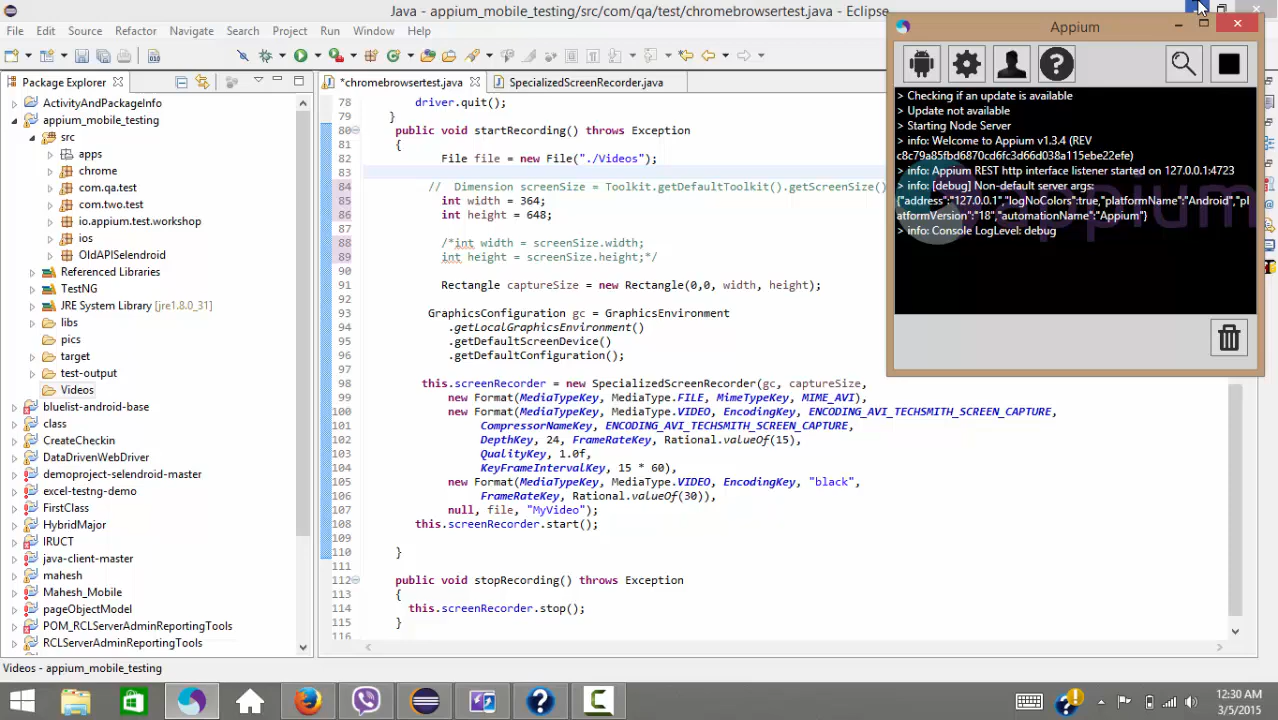 Java - appium_mobile_testing/src/com/qa/test/chromebrowsertest.java - Eclipse
File Edit Source Refactor Navigate Search Project Run Window Help
Package Explorer
*chromebrowsertest.java
SpecializedScreenRecorder.java
ActivityAndPackageInfo
appium_mobile_testing
src
apps
chrome
com.qa.test
com.two.test
io.appium.test.workshop
ios
OldAPISelendroid
Referenced Libraries
TestNG
JRE System Library [jre1.8.0_31]
libs
pics
target
test-output
Videos
bluelist-android-base
class
CreateCheckin
DataDrivenWebDriver
demoproject-selendroid-master
excel-testng-demo
FirstClass
HybridMajor
IRUCT
java-client-master
mahesh
Mahesh_Mobile
pageObjectModel
POM_RCLServerAdminReportingTools
RCLServerAdminReportingTools
78 driver.quit();
79 }
80 public void startRecording() throws Exception
81 {
82 File file = new File("./Videos");
83
84 // Dimension screenSize = Toolkit.getDefaultToolkit().getScreenSize()
85 int width = 364;
86 int height = 648;
87
88 /*int width = screenSize.width;
89 int height = screenSize.height;*/
90
91 Rectangle captureSize = new Rectangle(0,0, width, height);
92
93 GraphicsConfiguration gc = GraphicsEnvironment
94 .getLocalGraphicsEnvironment()
95 .getDefaultScreenDevice()
96 .getDefaultConfiguration();
97
98 this.screenRecorder = new SpecializedScreenRecorder(gc, captureSize,
99 new Format(MediaTypeKey, MediaType.FILE, MimeTypeKey, MIME_AVI),
100 new Format(MediaTypeKey, MediaType.VIDEO, EncodingKey, ENCODING_AVI_TECHSMITH_SCREEN_CAPTURE,
101 CompressorNameKey, ENCODING_AVI_TECHSMITH_SCREEN_CAPTURE,
102 DepthKey, 24, FrameRateKey, Rational.valueOf(15),
103 QualityKey, 1.0f,
104 KeyFrameIntervalKey, 15 * 60),
105 new Format(MediaTypeKey, MediaType.VIDEO, EncodingKey, "black",
106 FrameRateKey, Rational.valueOf(30)),
107 null, file, "MyVideo");
108 this.screenRecorder.start();
109
110 }
111
112 public void stopRecording() throws Exception
113 {
114 this.screenRecorder.stop();
115 }
116
Appium
> Checking if an update is available
> Update not available
> Starting Node Server
> info: Welcome to Appium v1.3.4 (REV
c8c79a85fbd6870cd6fc3d66d038a115ebe22efe)
> info: Appium REST http interface listener started on 127.0.0.1:4723
> info: [debug] Non-default server args:
{"address":"127.0.0.1","logNoColors":true,"platformName":"Android","pl
atformVersion":"18","automationName":"Appium"}
> info: Console LogLevel: debug
appium
Videos - appium_mobile_testing
12:30 AM
3/5/2015